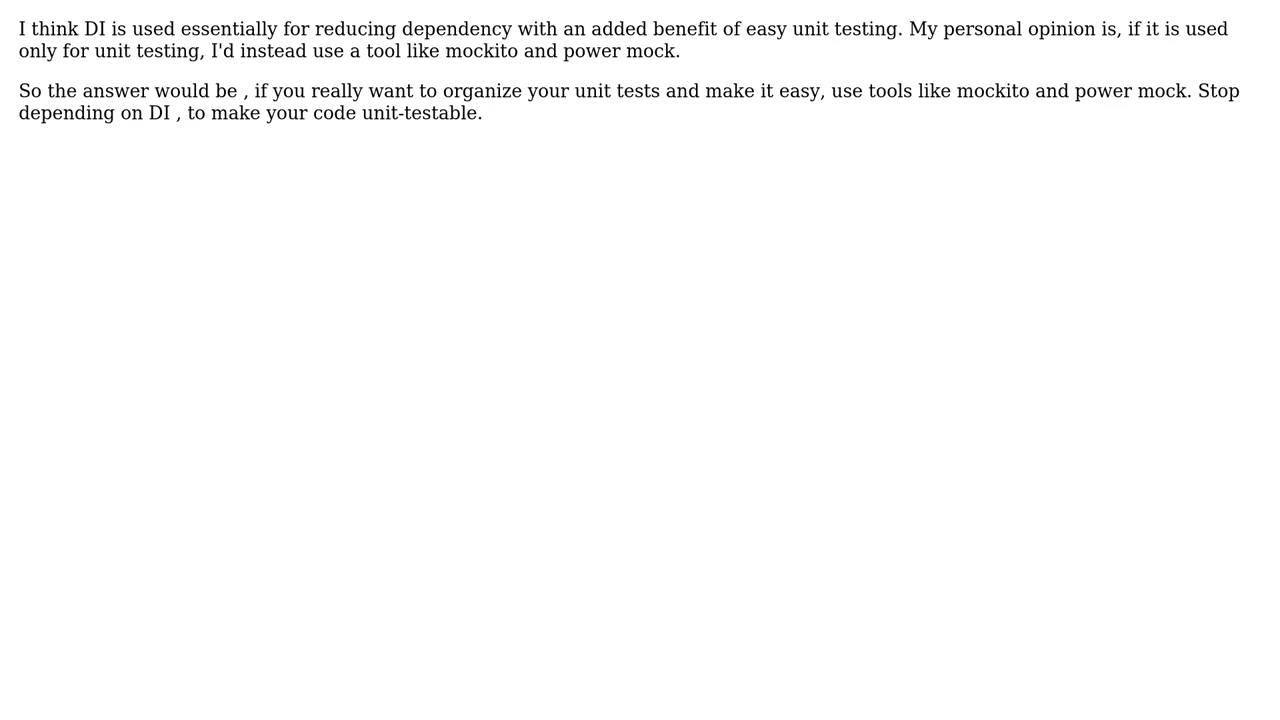 I think DI is used essentially for reducing dependency with an added benefit of easy unit testing. My personal opinion is, if it is used
only for unit testing, I'd instead use a tool like mockito and power mock.
So the answer would be , if you really want to organize your unit tests and make it easy, use tools like mockito and power mock. Stop
depending on DI , to make your code unit-testable.